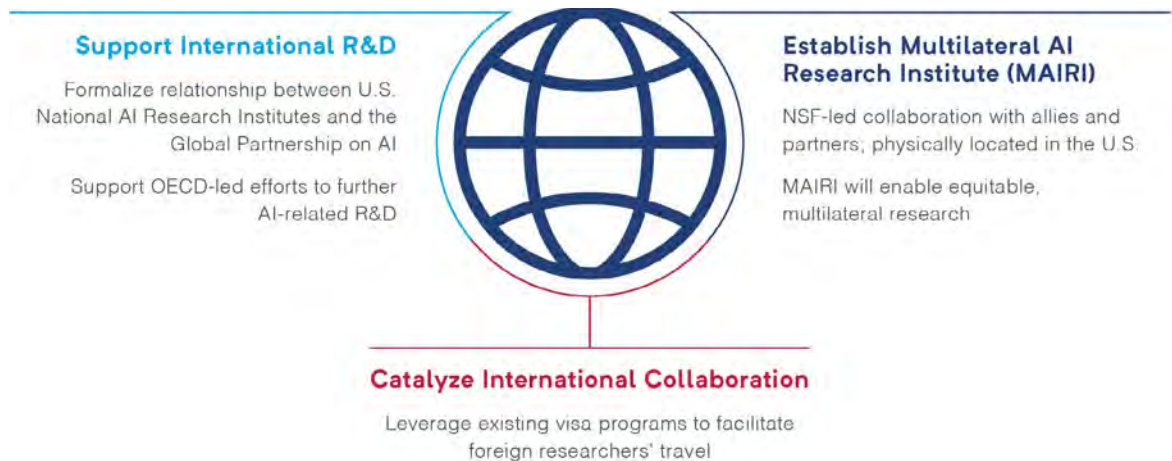 Support International R&D
Formalize relationship between U.S.
National AI Research Institutes and the
Global Partnership on AI
Support OECD-led efforts to further
AI-related R&D
Establish Multilateral AI
Research Institute (MAIRI)
NSF-led collaboration with allies and
partners; physically located in the U.S.
MAIRI will enable equitable,
multilateral research
Catalyze International Collaboration
Leverage existing visa programs to facilitate
foreign researchers' travel